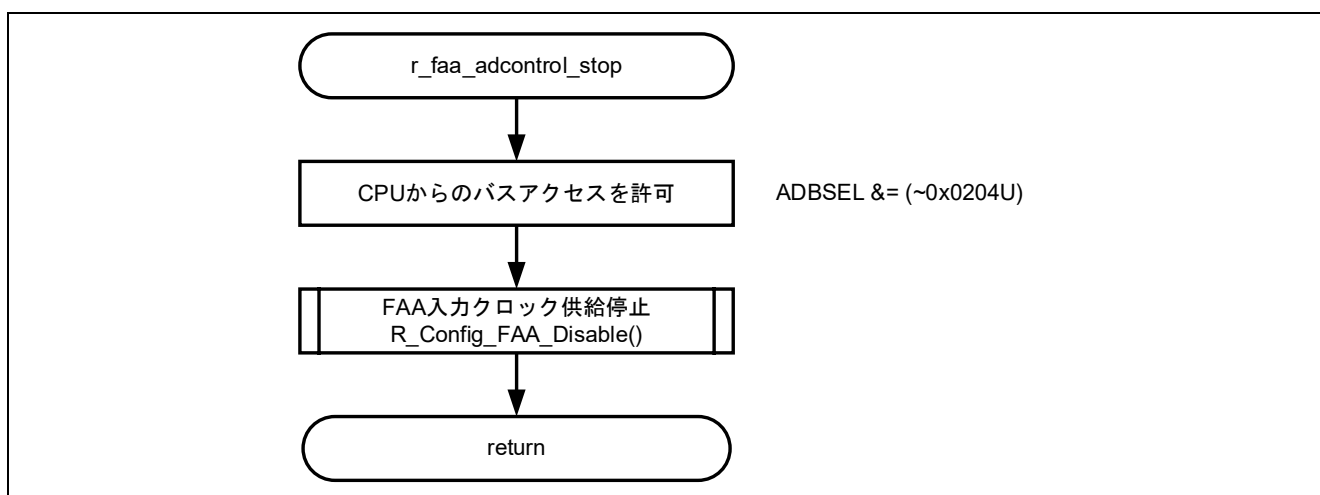 r_faa_adcontrol_stop
CPUからのバスアクセスを許可
ADBSEL &= (~0x0204U)
FAA入力クロック供給停止
R_Config_FAA_Disable()
return